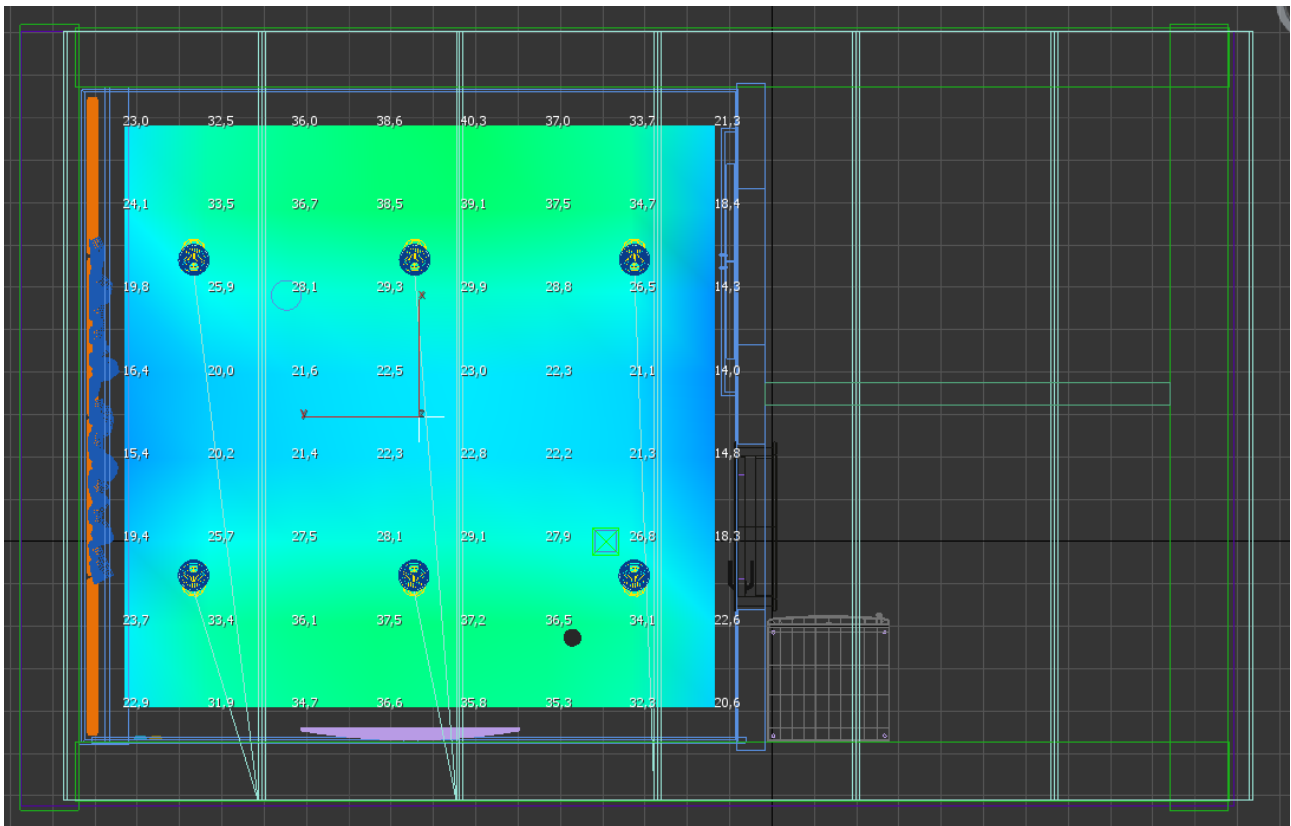 23,0 32,5 36,0 38,6 40,3 37,0 33,7 21,3
24,1 33,5 36,7 38,5 39,1 37,5 34,7 18,4
19,8 25,9 28,1 29,3 29,9 28,8 26,5 14,3
x
16,4 20,0 21,6 22,5 23,0 22,3 21,1 14,0
y z
15,4 20,2 21,4 22,3 22,8 22,2 21,3 14,8
19,4 25,7 27,5 28,1 29,1 27,9 26,8 18,3
23,7 33,4 36,1 37,5 37,2 36,5 34,1 22,6
22,9 31,9 34,7 36,6 35,8 35,3 32,3 20,6